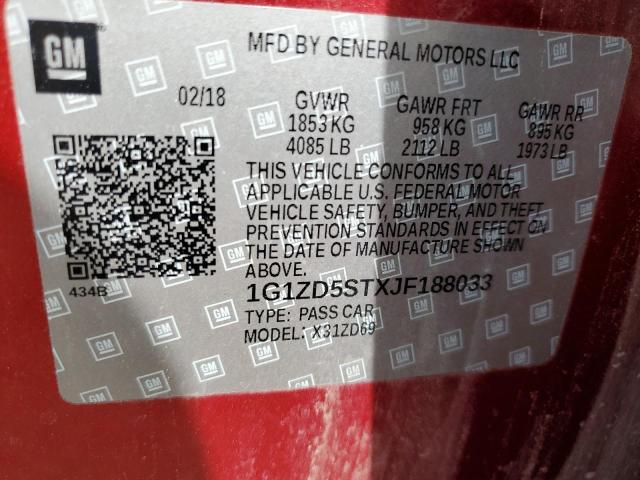 GM
MFD BY GENERAL MOTORS LLC
02/18 GVWR GAWR FRT GAWR RR
1853 KG 958 KG 895 KG
4085 LB 2112 LB 1973 LB
THIS VEHICLE CONFORMS TO ALL
APPLICABLE U.S. FEDERAL MOTOR
VEHICLE SAFETY, BUMPER, AND THEFT
PREVENTION STANDARDS IN EFFECT ON
THE DATE OF MANUFACTURE SHOWN
ABOVE.
434B
1G1ZD5STXJF188033
TYPE: PASS CAR
MODEL: X31ZD69